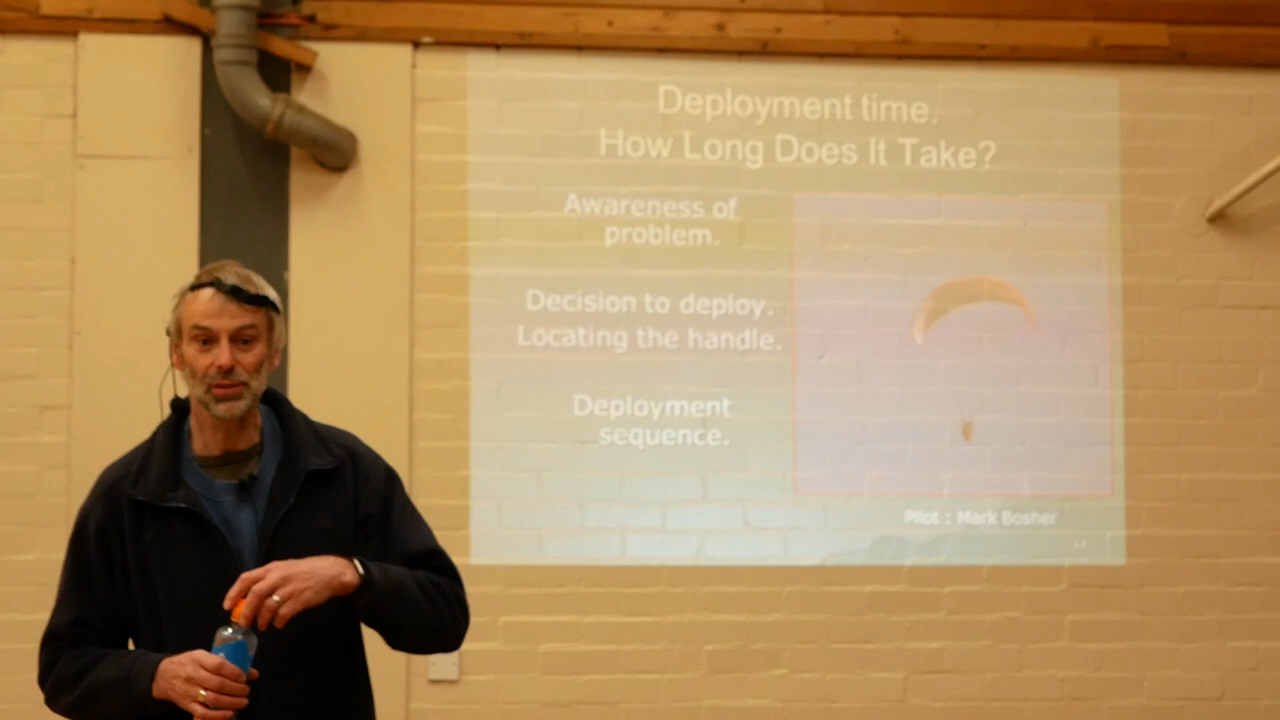 Deployment time.
How Long Does It Take?
Awareness of
problem.
Decision to deploy.
Locating the handle.
Deployment
sequence.
Pilot : Mark Bosher
14